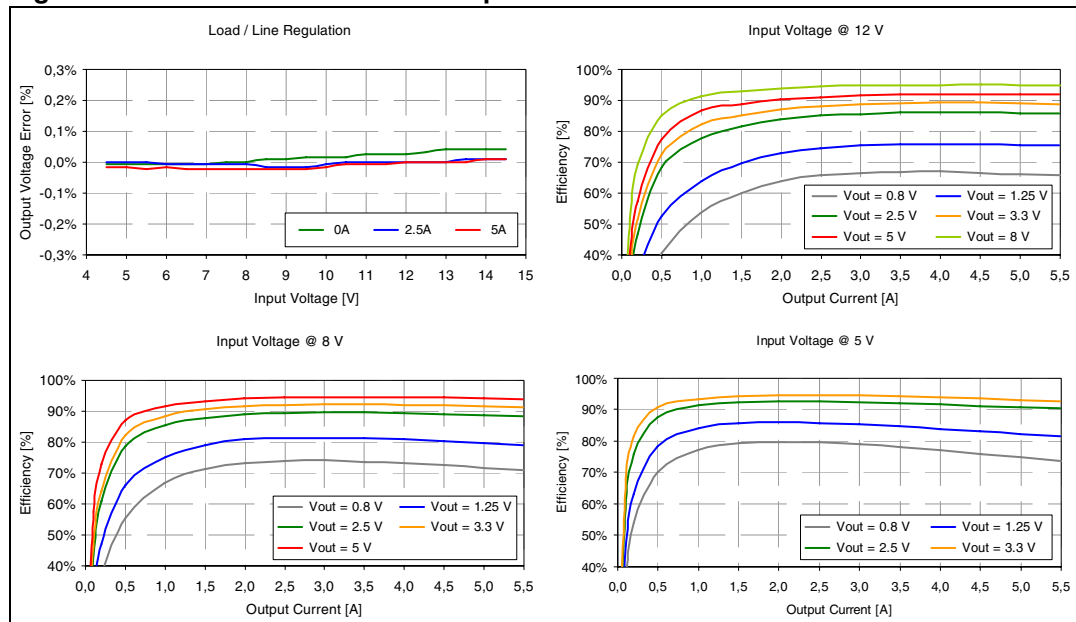 Load / Line Regulation
0,3%
0,2%
0,1%
0,0%
-0,1%
-0,2%
-0,3%
Output Voltage Error [%]
0A 2.5A 5A
4 5 6 7 8 9 10 11 12 13 14 15
Input Voltage [V]
Input Voltage @ 12 V
100%
90%
80%
70%
60%
50%
40%
Efficiency [%]
Vout = 0.8 V Vout = 1.25 V
Vout = 2.5 V Vout = 3.3 V
Vout = 5 V Vout = 8 V
0,0 0,5 1,0 1,5 2,0 2,5 3,0 3,5 4,0 4,5 5,0 5,5
Output Current [A]
Input Voltage @ 8 V
100%
90%
80%
70%
60%
50%
40%
Efficiency [%]
Vout = 0.8 V Vout = 1.25 V
Vout = 2.5 V Vout = 3.3 V
Vout = 5 V
0,0 0,5 1,0 1,5 2,0 2,5 3,0 3,5 4,0 4,5 5,0 5,5
Output Current [A]
Input Voltage @ 5 V
100%
90%
80%
70%
60%
50%
40%
Efficiency [%]
Vout = 0.8 V Vout = 1.25 V
Vout = 2.5 V Vout = 3.3 V
0,0 0,5 1,0 1,5 2,0 2,5 3,0 3,5 4,0 4,5 5,0 5,5
Output Current [A]